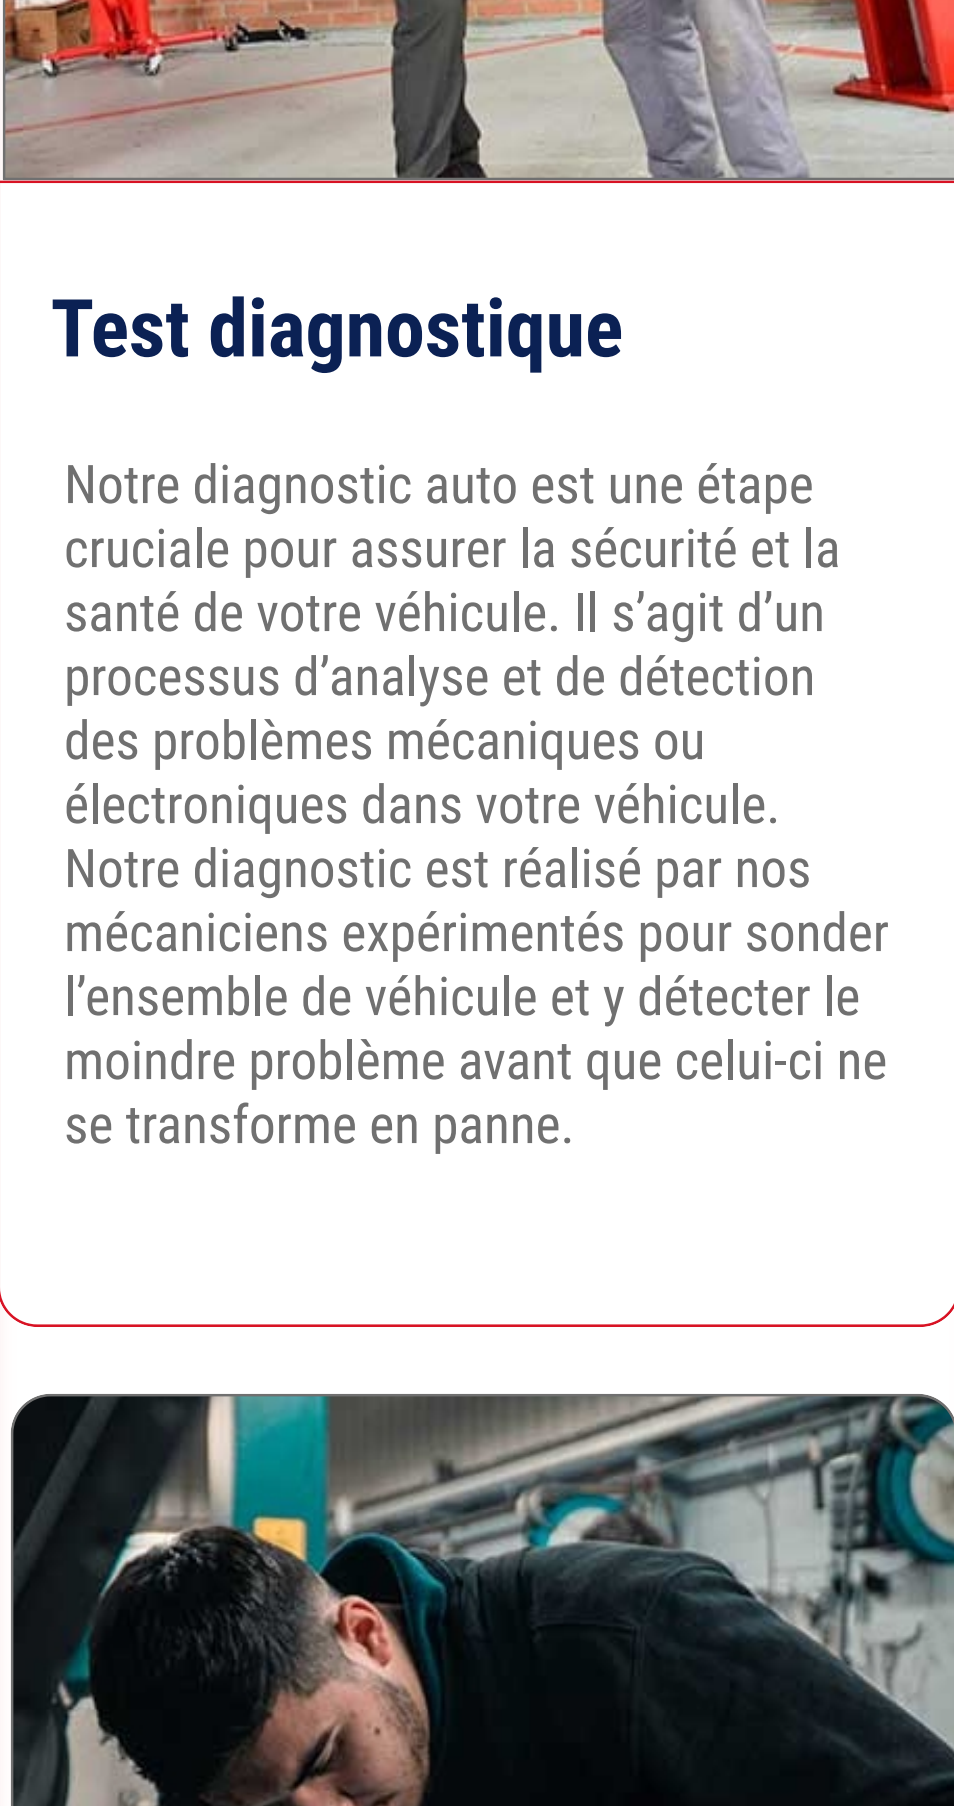 Test diagnostique
Notre diagnostic auto est une étape
cruciale pour assurer la sécurité et la
santé de votre véhicule. Il s’agit d’un
processus d’analyse et de détection
des problèmes mécaniques ou
électroniques dans votre véhicule.
Notre diagnostic est réalisé par nos
mécaniciens expérimentés pour sonder
l’ensemble de véhicule et y détecter le
moindre problème avant que celui-ci ne
se transforme en panne.